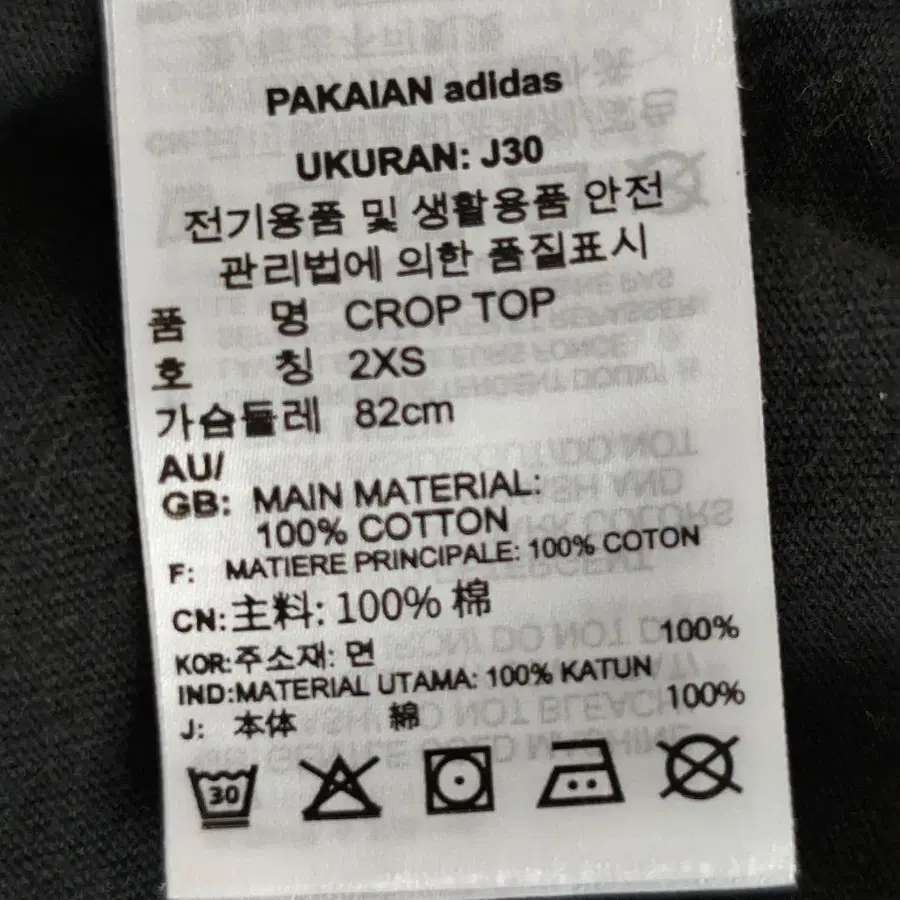 PAKAIAN adidas
UKURAN: J30
전기용품 및 생활용품 안전
관리법에 의한 품질표시
품 명 CROP TOP
호 칭 2XS
가슴둘레 82cm
AU/
GB: MAIN MATERIAL:
100% COTTON
F: MATIERE PRINCIPALE: 100% COTON
CN:主料: 100% 棉
KOR:주소재: 면 100%
IND:MATERIAL UTAMA: 100% KATUN
J: 本体 綿 100%
30